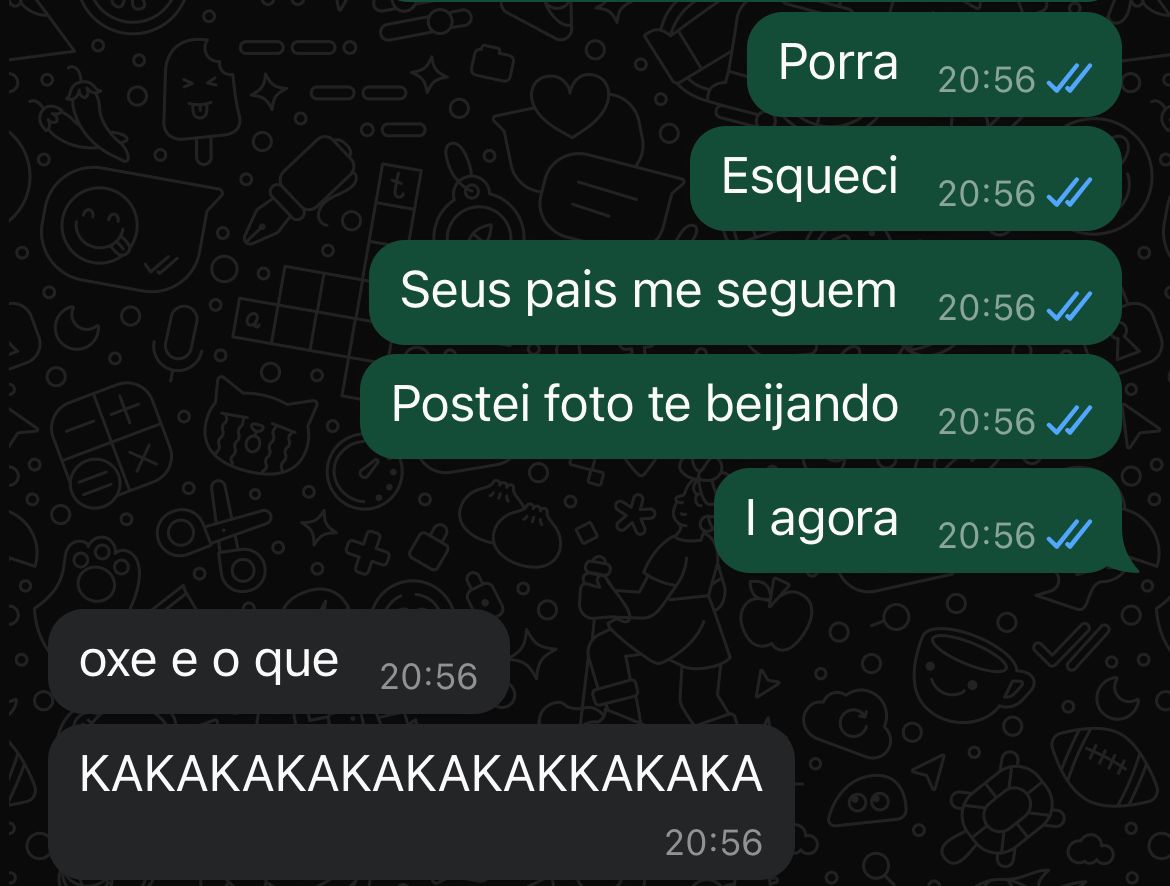 Porra 20:56
Esqueci 20:56
Seus pais me seguem 20:56
Postei foto te beijando 20:56
I agora 20:56
oxe e o que 20:56
KAKAKAKAKAKAKAKKAKAKA
20:56